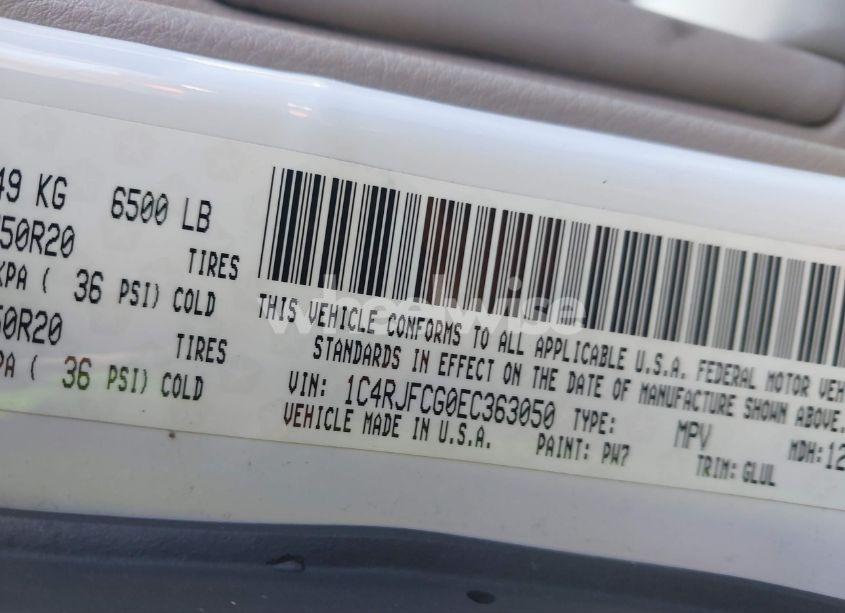 49 KG 6500 LB
50R20 TIRES
KPA ( 36 PSI) COLD
50R20 TIRES
PA ( 36 PSI) COLD
THIS VEHICLE CONFORMS TO ALL APPLICABLE U.S.A. FEDERAL MOTOR VEH
STANDARDS IN EFFECT ON THE DATE OF MANUFACTURE SHOWN ABOVE.
VIN: 1C4RJFCG0EC363050 TYPE: MPV MDH:12
VEHICLE MADE IN U.S.A. PAINT: PW7 TRIM: GLUL
wheelwise